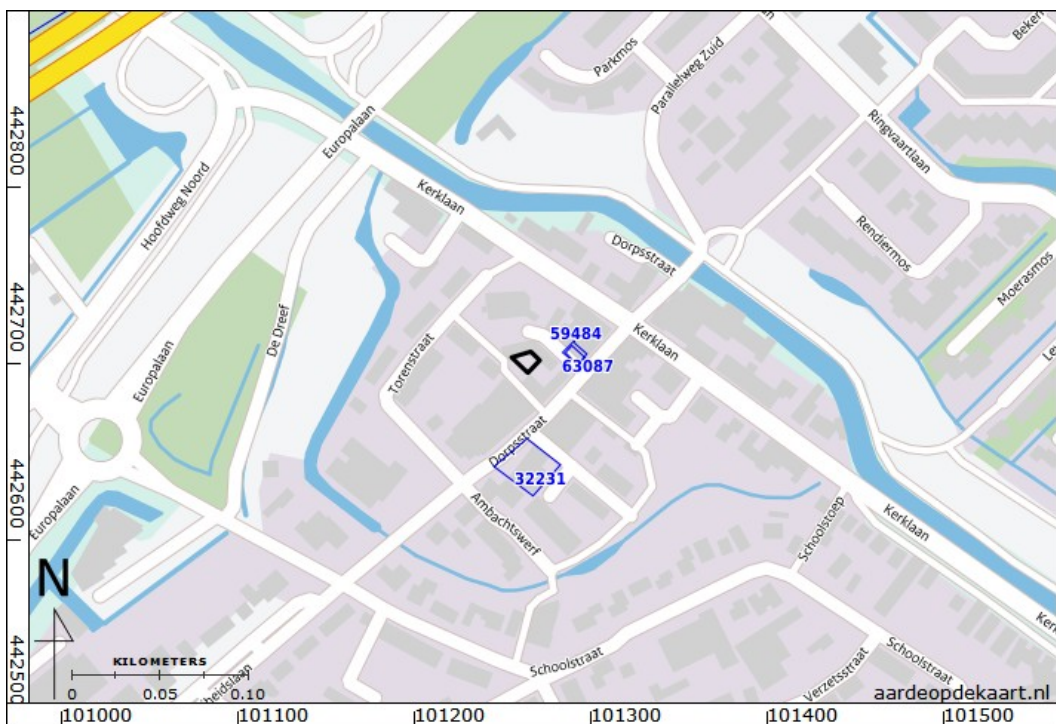 Parkmos
Parallelweg Zuid
Beken
Europalaan
Ringvaartlaan
442800
Hoofdweg Noord
Kerklaan
Rendiermos
Dorpsstraat
Moerasmos
442700
De Dreef
Torenstraat
Europalaan
59484
63087
Kerklaan
Dorpsstraat
32231
442600
Europalaan
Ambachtswerf
Schoolstoep
Kerklaan
N
KILOMETERS
0 0.05 0.10
442500
Schoolstraat
Schoolstraat
Verzetsstraat
aardeopdekaart.nl
101000 101100 101200 101300 101400 101500